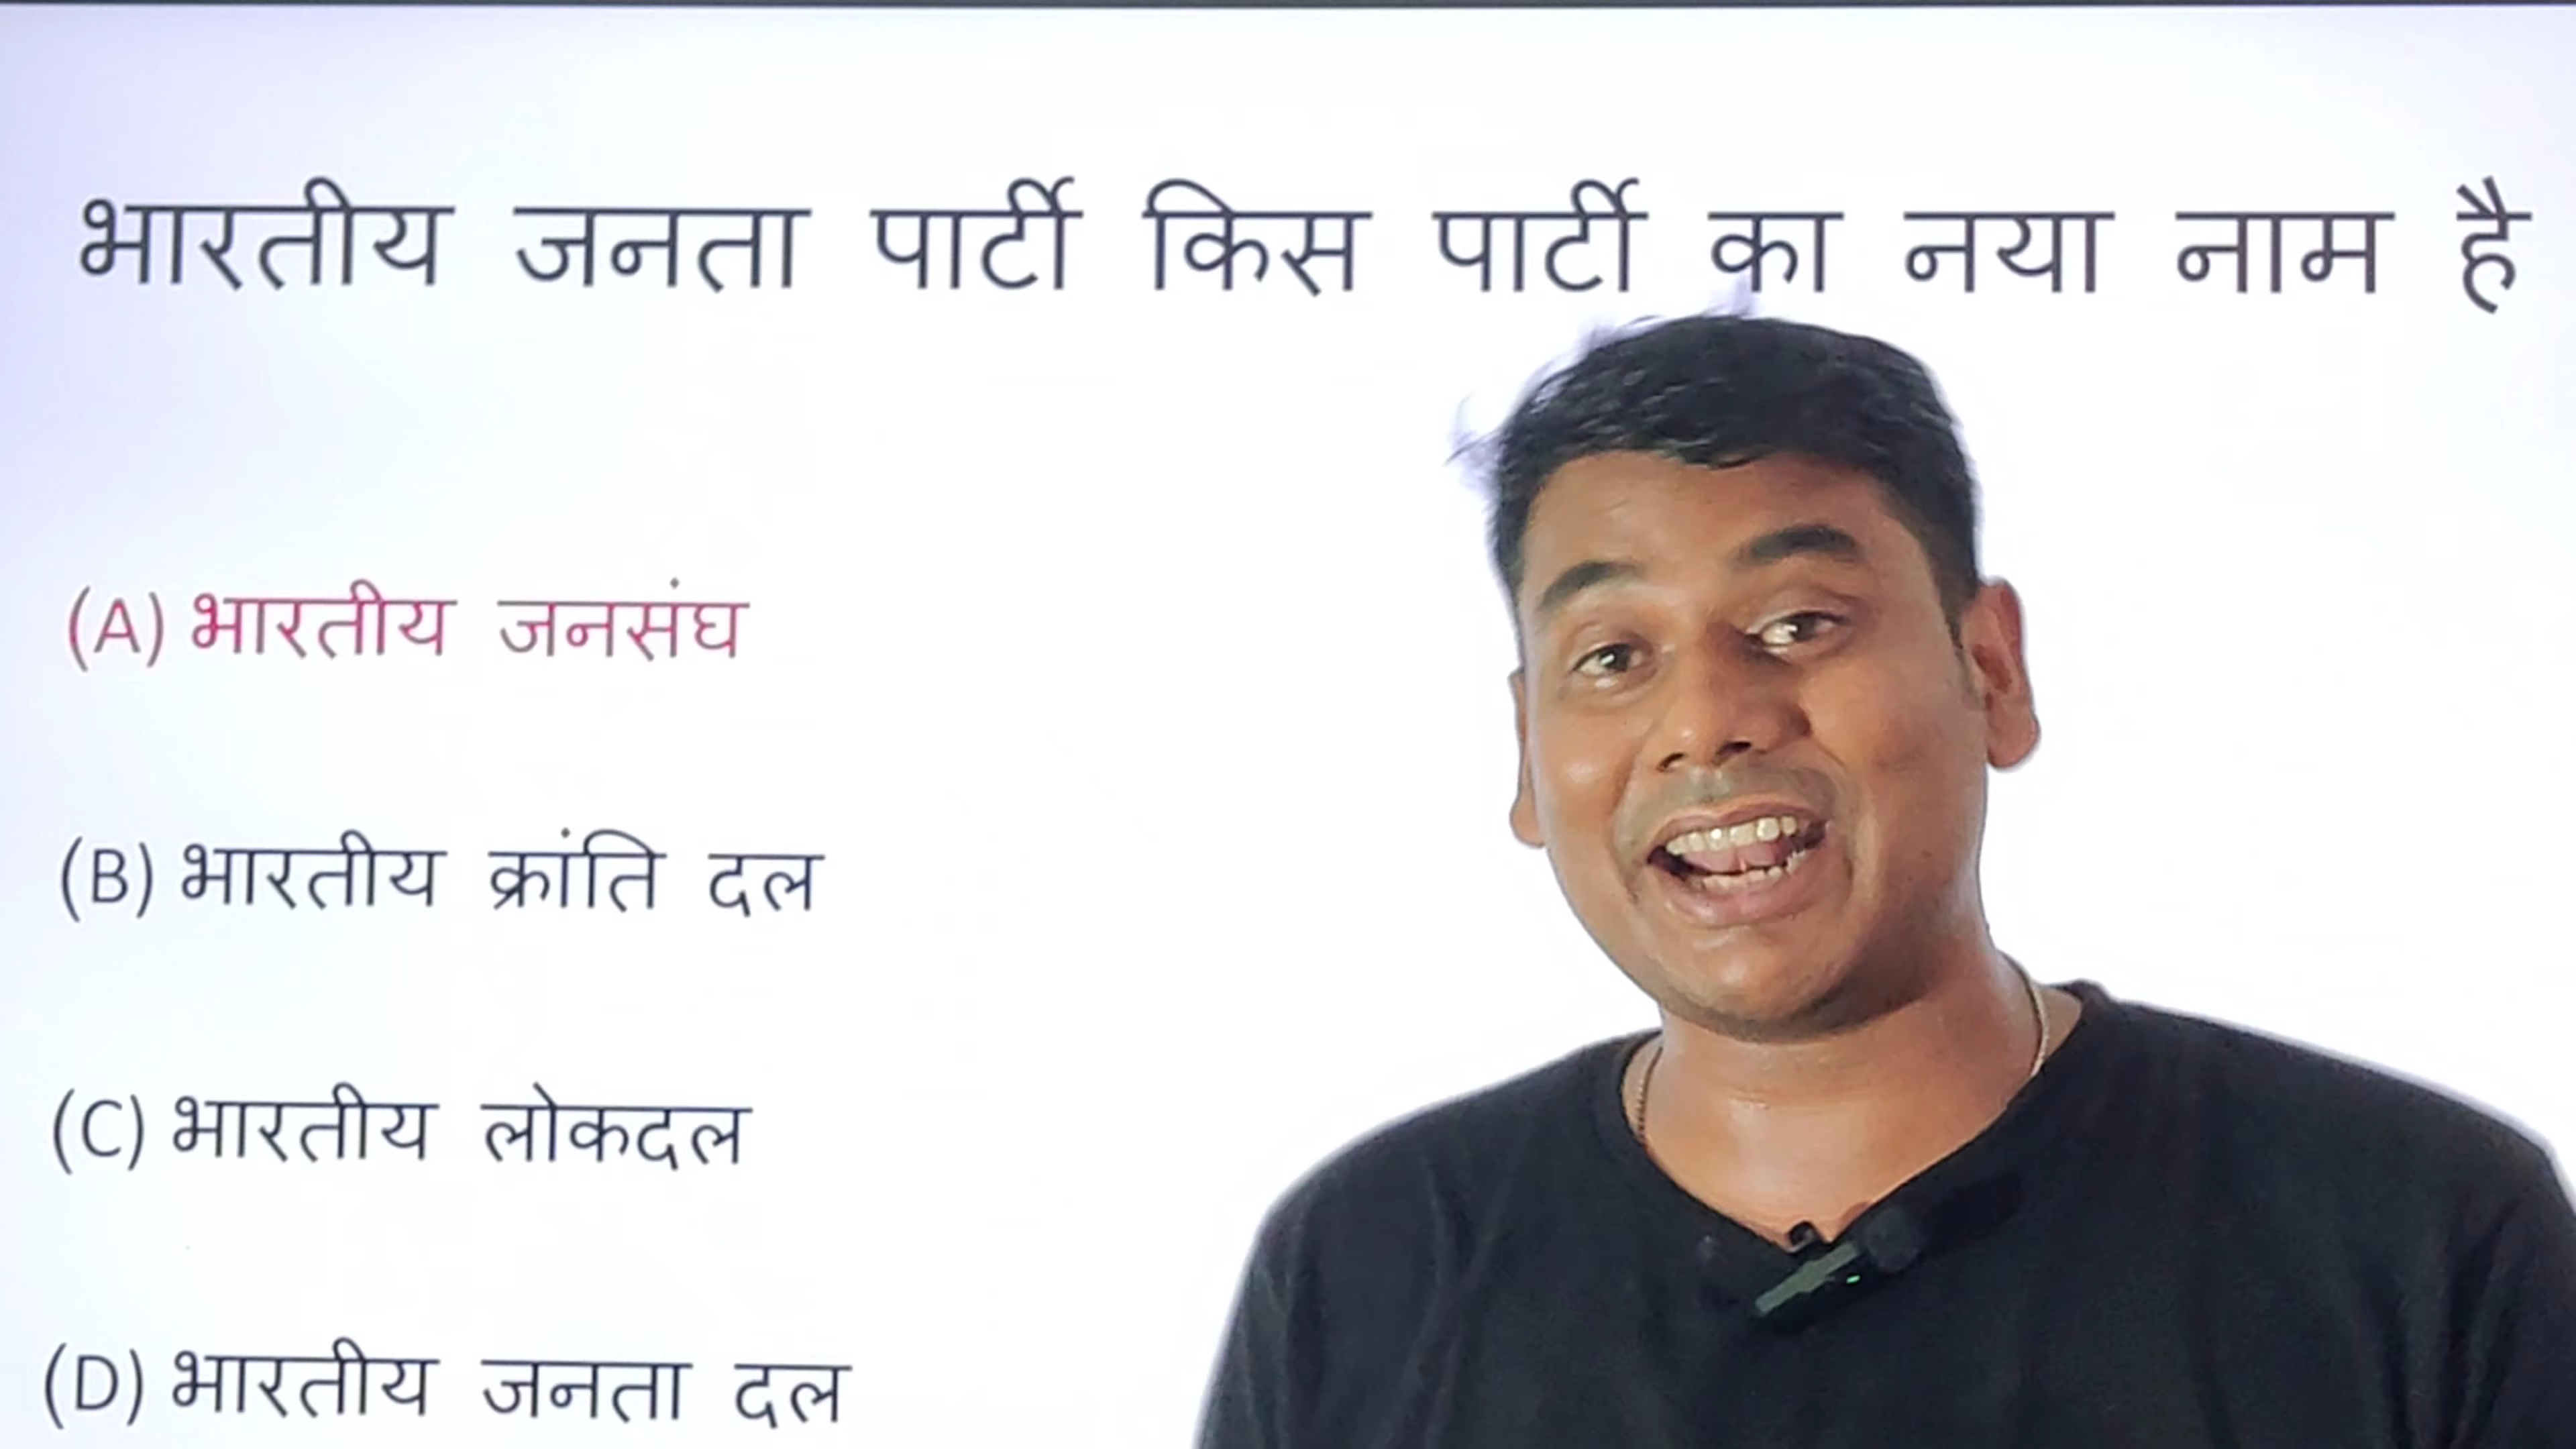 भारतीय जनता पार्टी किस पार्टी का नया नाम है
(A) भारतीय जनसंघ
(B) भारतीय क्रांति दल
(C) भारतीय लोकदल
(D) भारतीय जनता दल